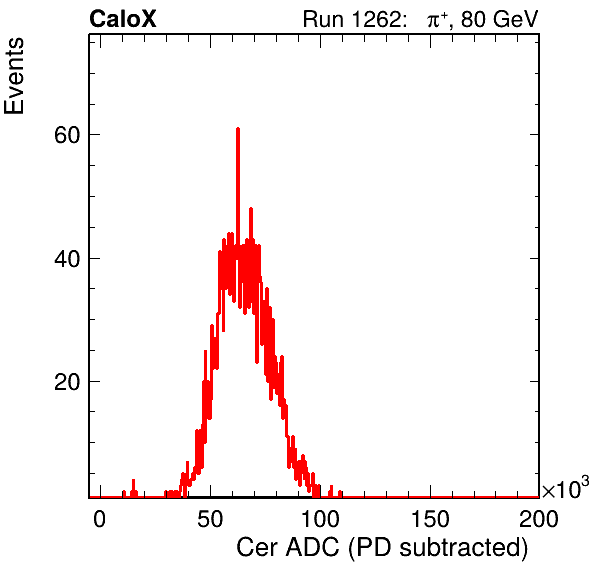 CaloX Run 1262: π⁺, 80 GeV
Events
60
40
20
0 50 100 150 200
×10³
Cer ADC (PD subtracted)